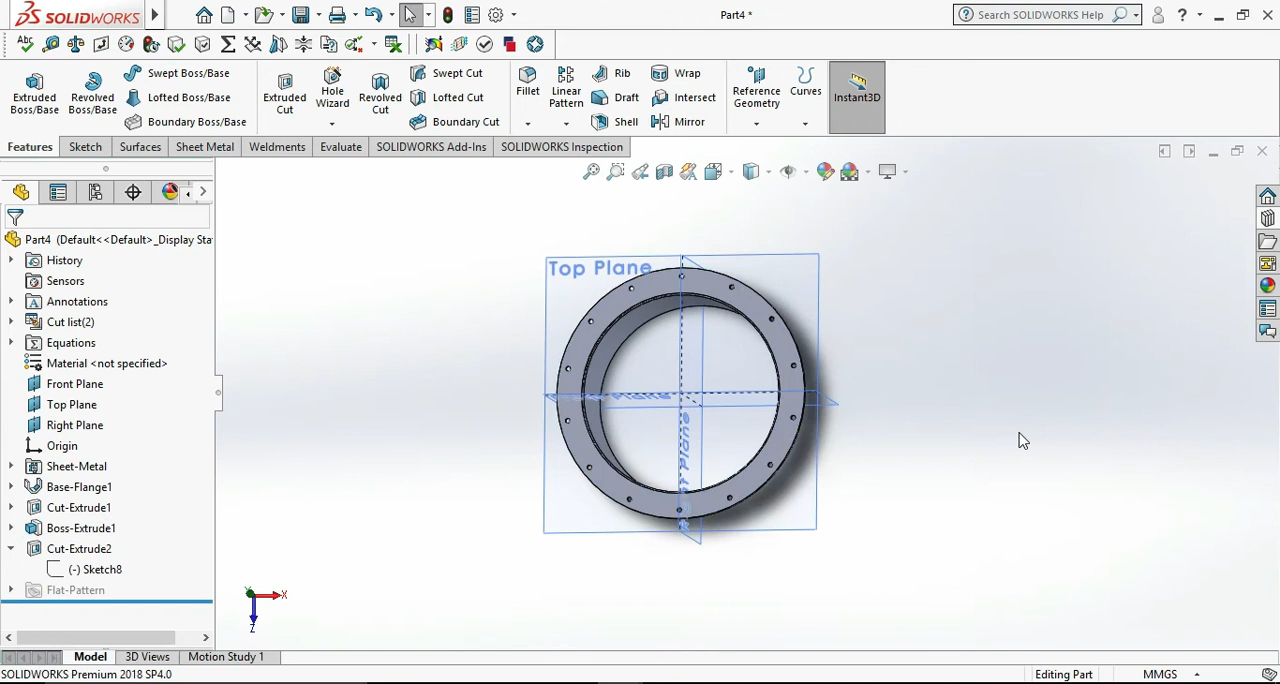 SOLIDWORKS
Part4 *
Search SOLIDWORKS Help
Extruded Boss/Base
Revolved Boss/Base
Swept Boss/Base
Lofted Boss/Base
Boundary Boss/Base
Extruded Cut
Hole Wizard
Revolved Cut
Swept Cut
Lofted Cut
Boundary Cut
Fillet
Linear Pattern
Rib
Draft
Shell
Wrap
Intersect
Mirror
Reference Geometry
Curves
Instant3D
Features
Sketch
Surfaces
Sheet Metal
Weldments
Evaluate
SOLIDWORKS Add-Ins
SOLIDWORKS Inspection
Part4 (Default<<Default>_Display Sta
History
Sensors
Annotations
Cut list(2)
Equations
Material <not specified>
Front Plane
Top Plane
Right Plane
Origin
Sheet-Metal
Base-Flange1
Cut-Extrude1
Boss-Extrude1
Cut-Extrude2
(-) Sketch8
Flat-Pattern
Top Plane
Plane
Plane
X
Y
Z
Model
3D Views
Motion Study 1
SOLIDWORKS Premium 2018 SP4.0
Editing Part
MMGS